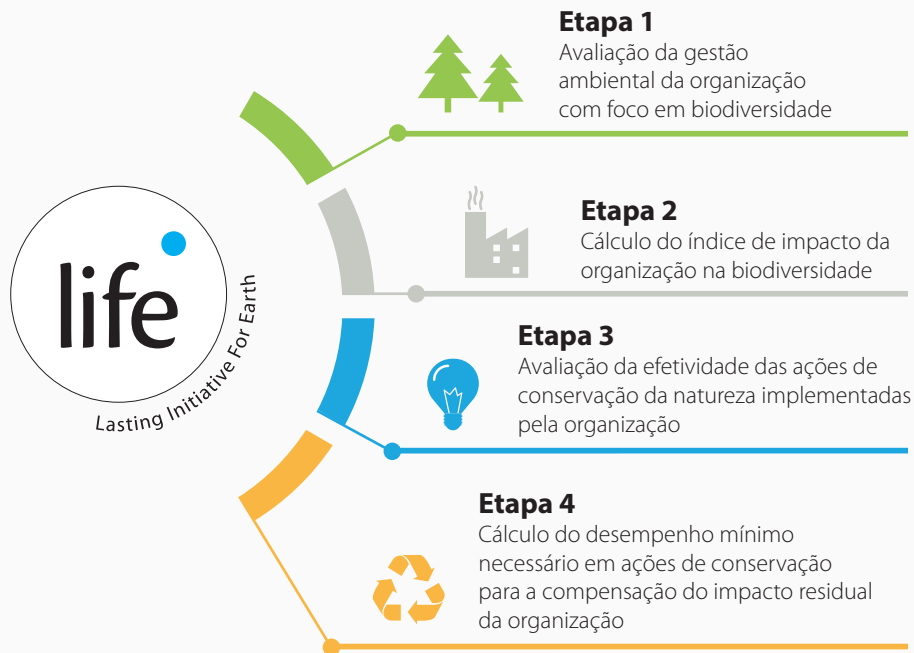 Etapa 1
Avaliação da gestão
ambiental da organização
com foco em biodiversidade
Etapa 2
Cálculo do índice de impacto da
organização na biodiversidade
life
Lasting Initiative For Earth
Etapa 3
Avaliação da efetividade das ações de
conservação da natureza implementadas
pela organização
Etapa 4
Cálculo do desempenho mínimo
necessário em ações de conservação
para a compensação do impacto residual
da organização